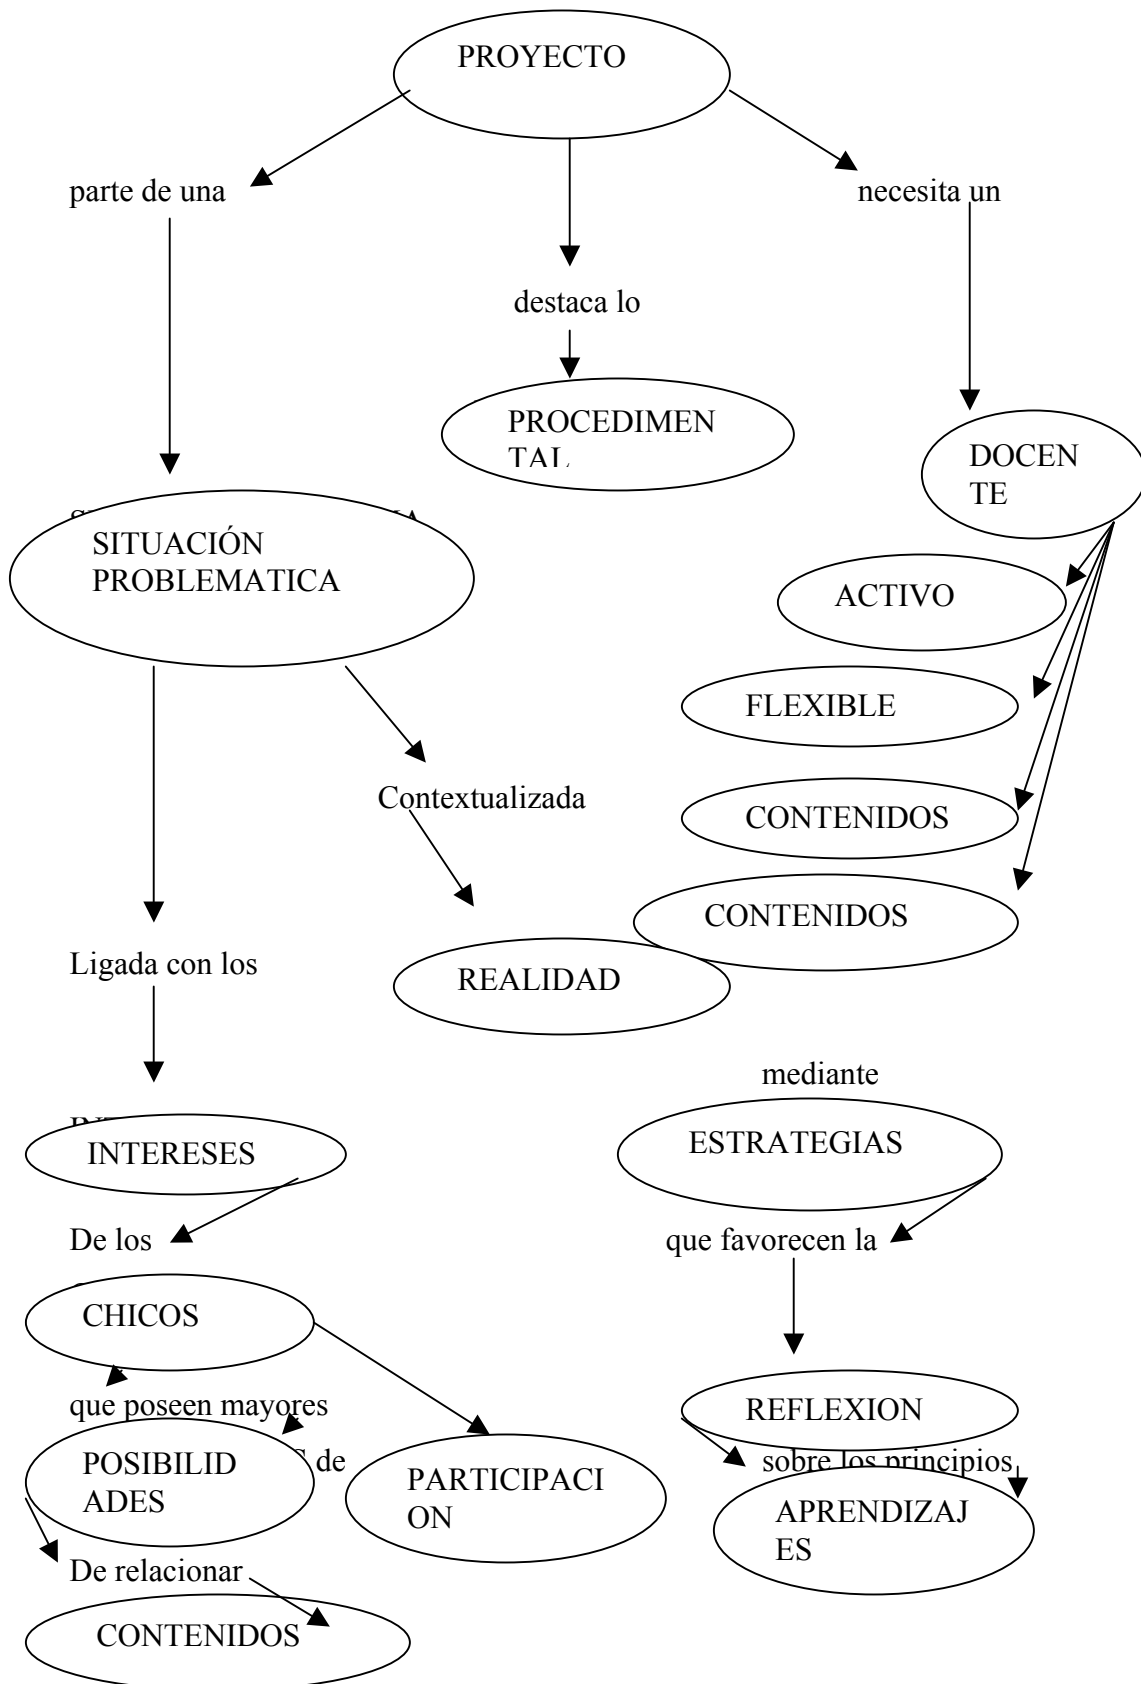 PROYECTO
parte de una
necesita un
destaca lo
PROCEDIMEN
TAL
DOCEN
TE
SITUACIÓN
PROBLEMATICA
ACTIVO
FLEXIBLE
Contextualizada
CONTENIDOS
CONTENIDOS
Ligada con los
REALIDAD
mediante
INTERESES
ESTRATEGIAS
De los
que favorecen la
CHICOS
que poseen mayores
REFLEXION
POSIBILID
ADES
de
sobre los principios
PARTICIPACI
ON
APRENDIZAJ
ES
De relacionar
CONTENIDOS